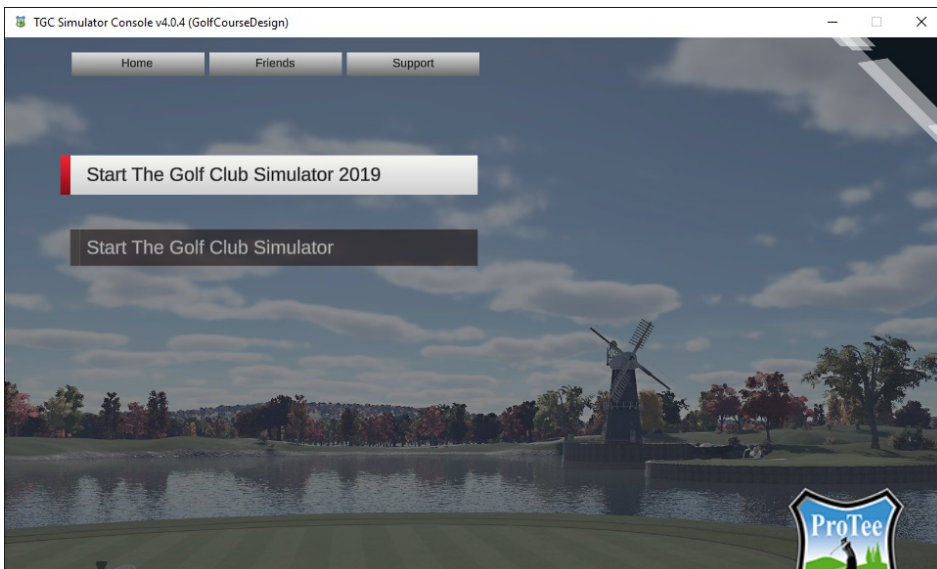 TGC Simulator Console v4.0.4 (GolfCourseDesign)
Home Friends Support
Start The Golf Club Simulator 2019
Start The Golf Club Simulator
ProTee